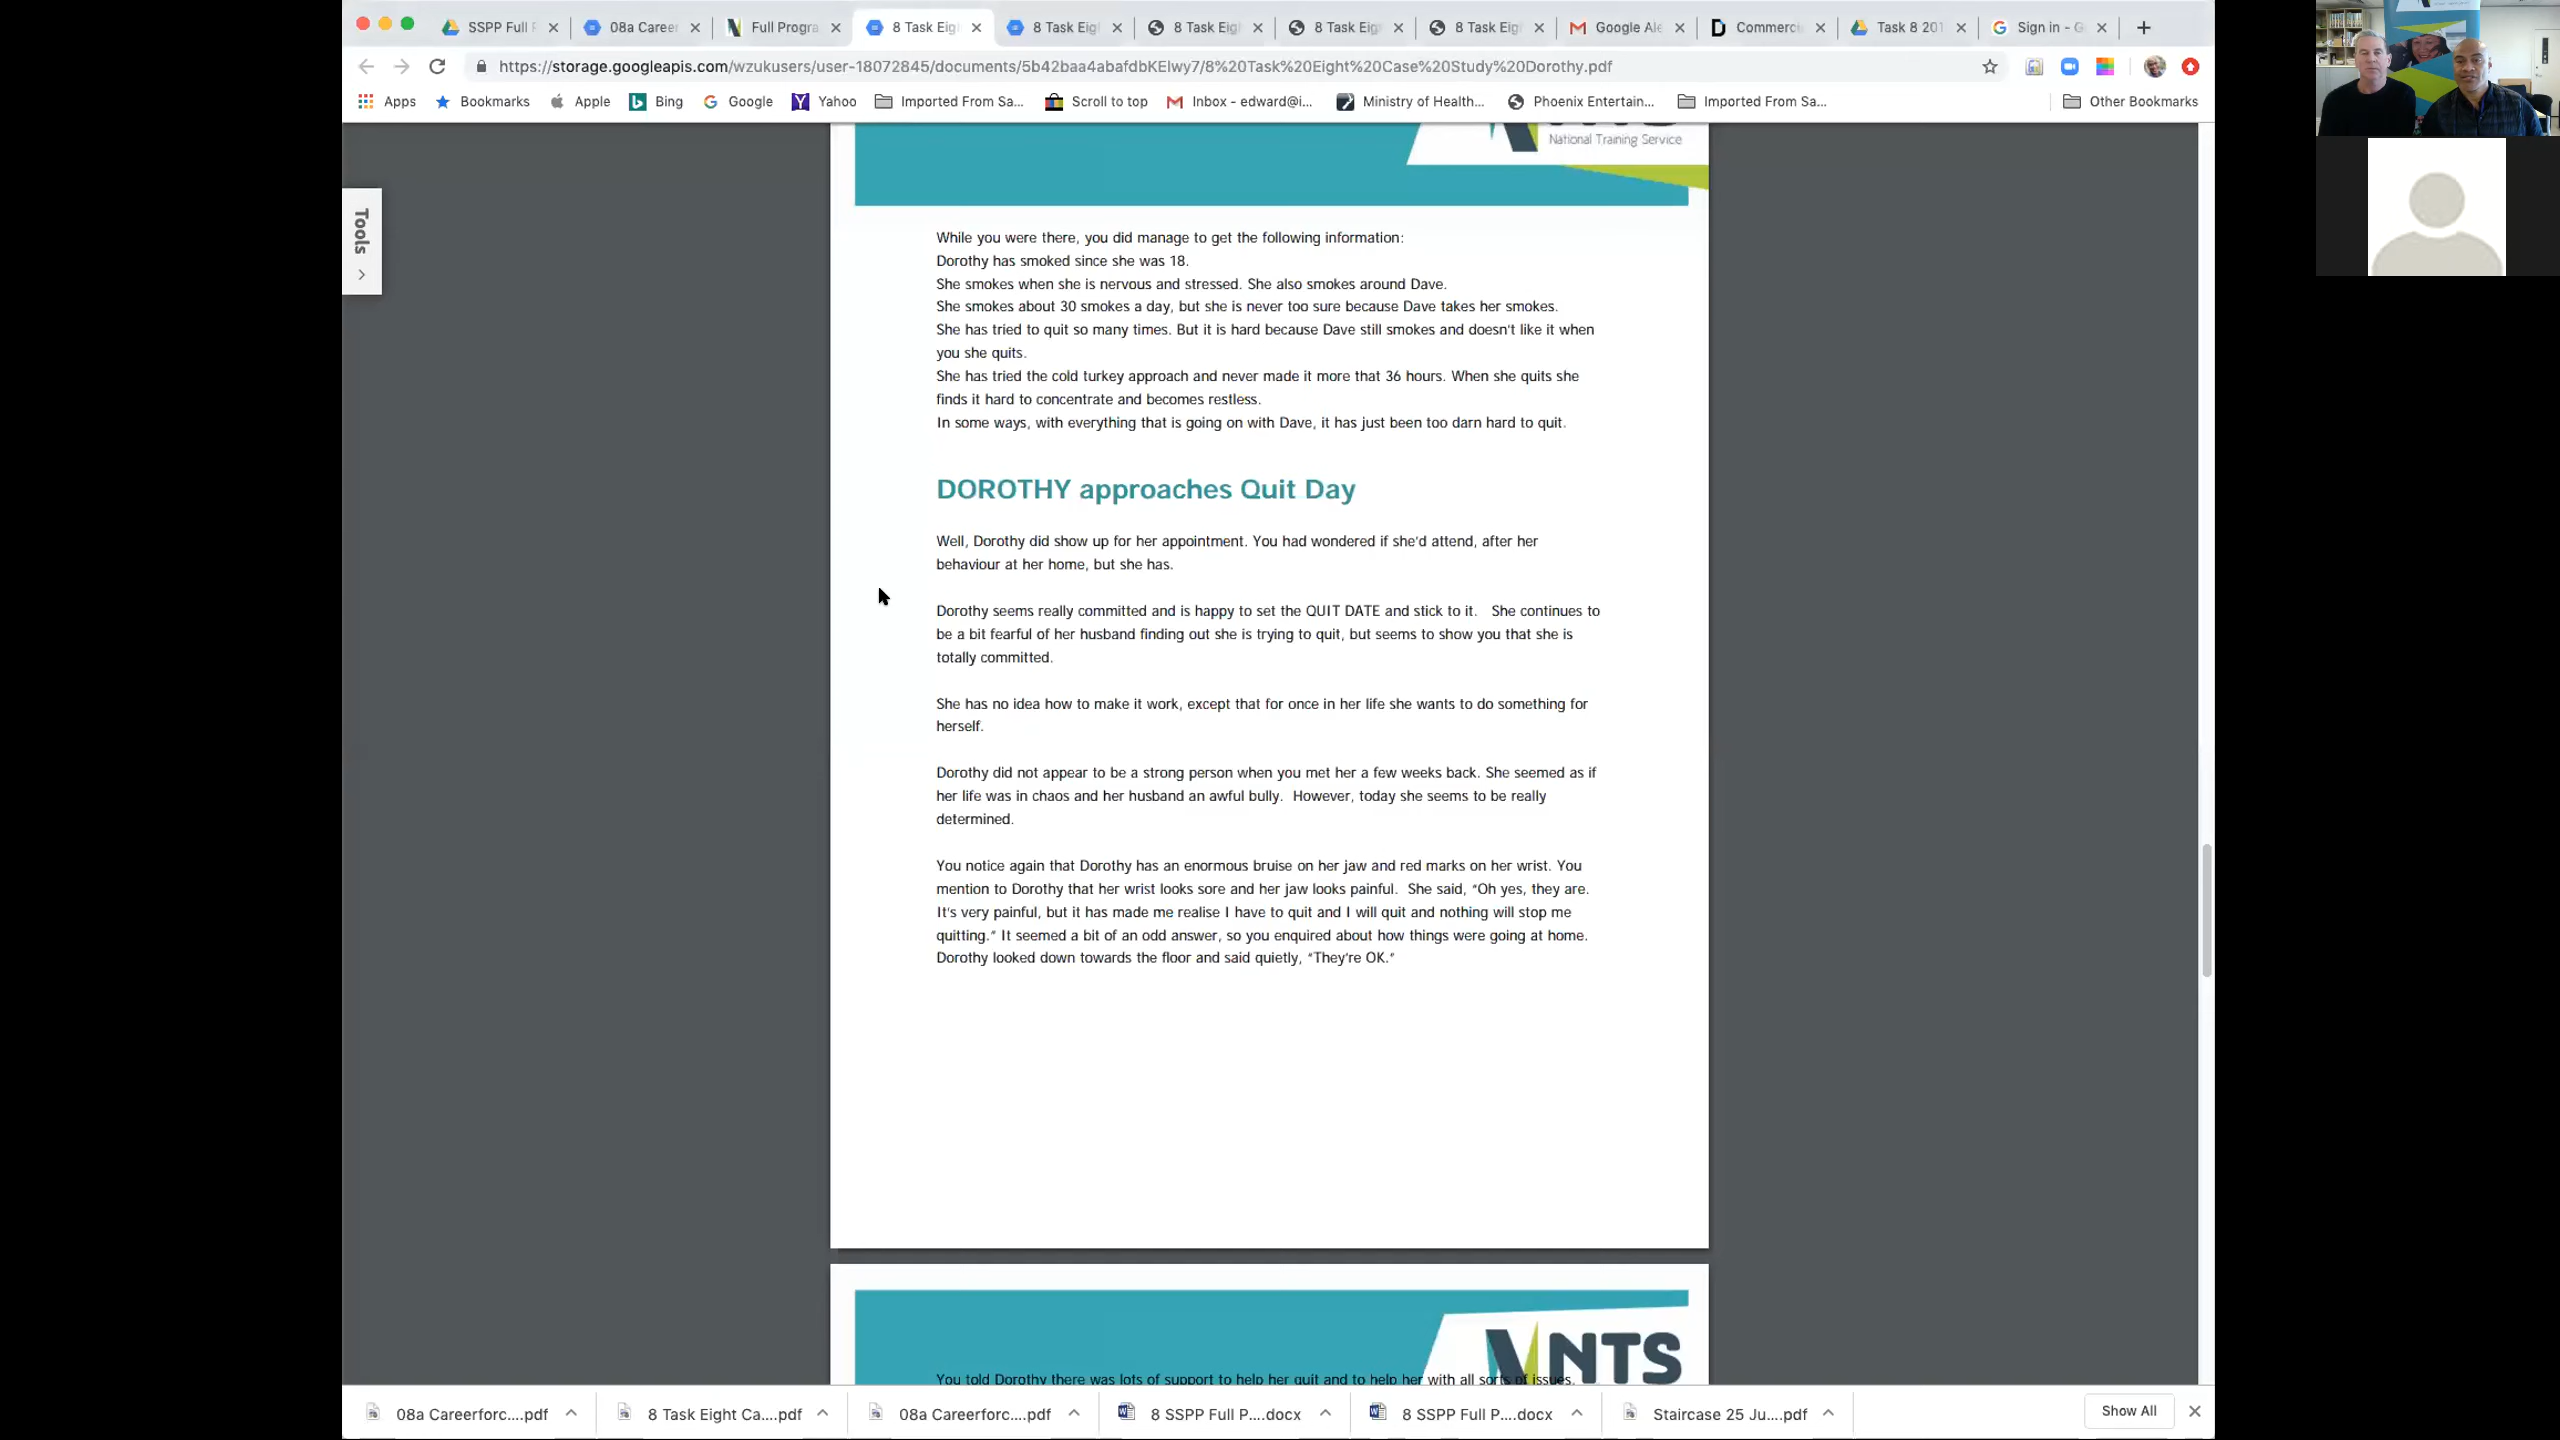 SSPP Full F
08a Career
Full Progra
8 Task Eig
8 Task Eig
8 Task Eig
8 Task Eig
8 Task Eig
Google Ale
Commerci
Task 8 201
Sign in - G
https://storage.googleapis.com/wzukusers/user-18072845/documents/5b42baa4abafdbKElwy7/8%20Task%20Eight%20Case%20Study%20Dorothy.pdf
Apps
Bookmarks
Apple
Bing
Google
Yahoo
Imported From Sa...
Scroll to top
Inbox - edward@i...
Ministry of Health...
Phoenix Entertain...
Imported From Sa...
Other Bookmarks
National Training Service
Tools
While you were there, you did manage to get the following information:
Dorothy has smoked since she was 18.
She smokes when she is nervous and stressed. She also smokes around Dave.
She smokes about 30 smokes a day, but she is never too sure because Dave takes her smokes.
She has tried to quit so many times. But it is hard because Dave still smokes and doesn't like it when
you she quits.
She has tried the cold turkey approach and never made it more that 36 hours. When she quits she
finds it hard to concentrate and becomes restless.
In some ways, with everything that is going on with Dave, it has just been too darn hard to quit.
DOROTHY approaches Quit Day
Well, Dorothy did show up for her appointment. You had wondered if she'd attend, after her
behaviour at her home, but she has.
Dorothy seems really committed and is happy to set the QUIT DATE and stick to it. She continues to
be a bit fearful of her husband finding out she is trying to quit, but seems to show you that she is
totally committed.
She has no idea how to make it work, except that for once in her life she wants to do something for
herself.
Dorothy did not appear to be a strong person when you met her a few weeks back. She seemed as if
her life was in chaos and her husband an awful bully. However, today she seems to be really
determined.
You notice again that Dorothy has an enormous bruise on her jaw and red marks on her wrist. You
mention to Dorothy that her wrist looks sore and her jaw looks painful. She said, "Oh yes, they are.
It's very painful, but it has made me realise I have to quit and I will quit and nothing will stop me
quitting." It seemed a bit of an odd answer, so you enquired about how things were going at home.
Dorothy looked down towards the floor and said quietly, "They're OK."
NTS
You told Dorothy there was lots of support to help her quit and to help her with all sorts of issues.
08a Careerforc....pdf
8 Task Eight Ca....pdf
08a Careerforc....pdf
8 SSPP Full P....docx
8 SSPP Full P....docx
Staircase 25 Ju....pdf
Show All